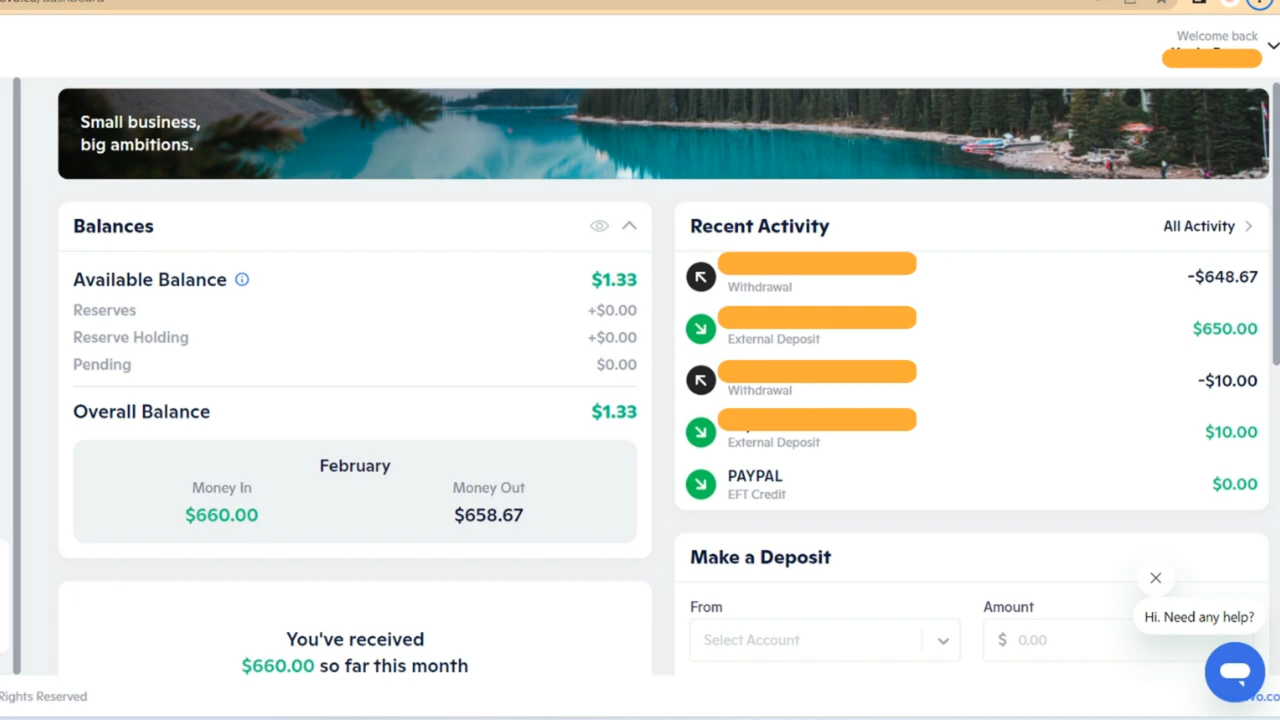 Welcome back
Small business,
big ambitions.
Balances
Available Balance $1.33
Reserves +$0.00
Reserve Holding +$0.00
Pending $0.00
Overall Balance $1.33
February
Money In Money Out
$660.00 $658.67
You've received
$660.00 so far this month
Recent Activity All Activity
-$648.67
Withdrawal
$650.00
External Deposit
-$10.00
Withdrawal
$10.00
External Deposit
PAYPAL $0.00
EFT Credit
Make a Deposit
From Amount
Select Account $ 0.00
Hi. Need any help?
Rights Reserved